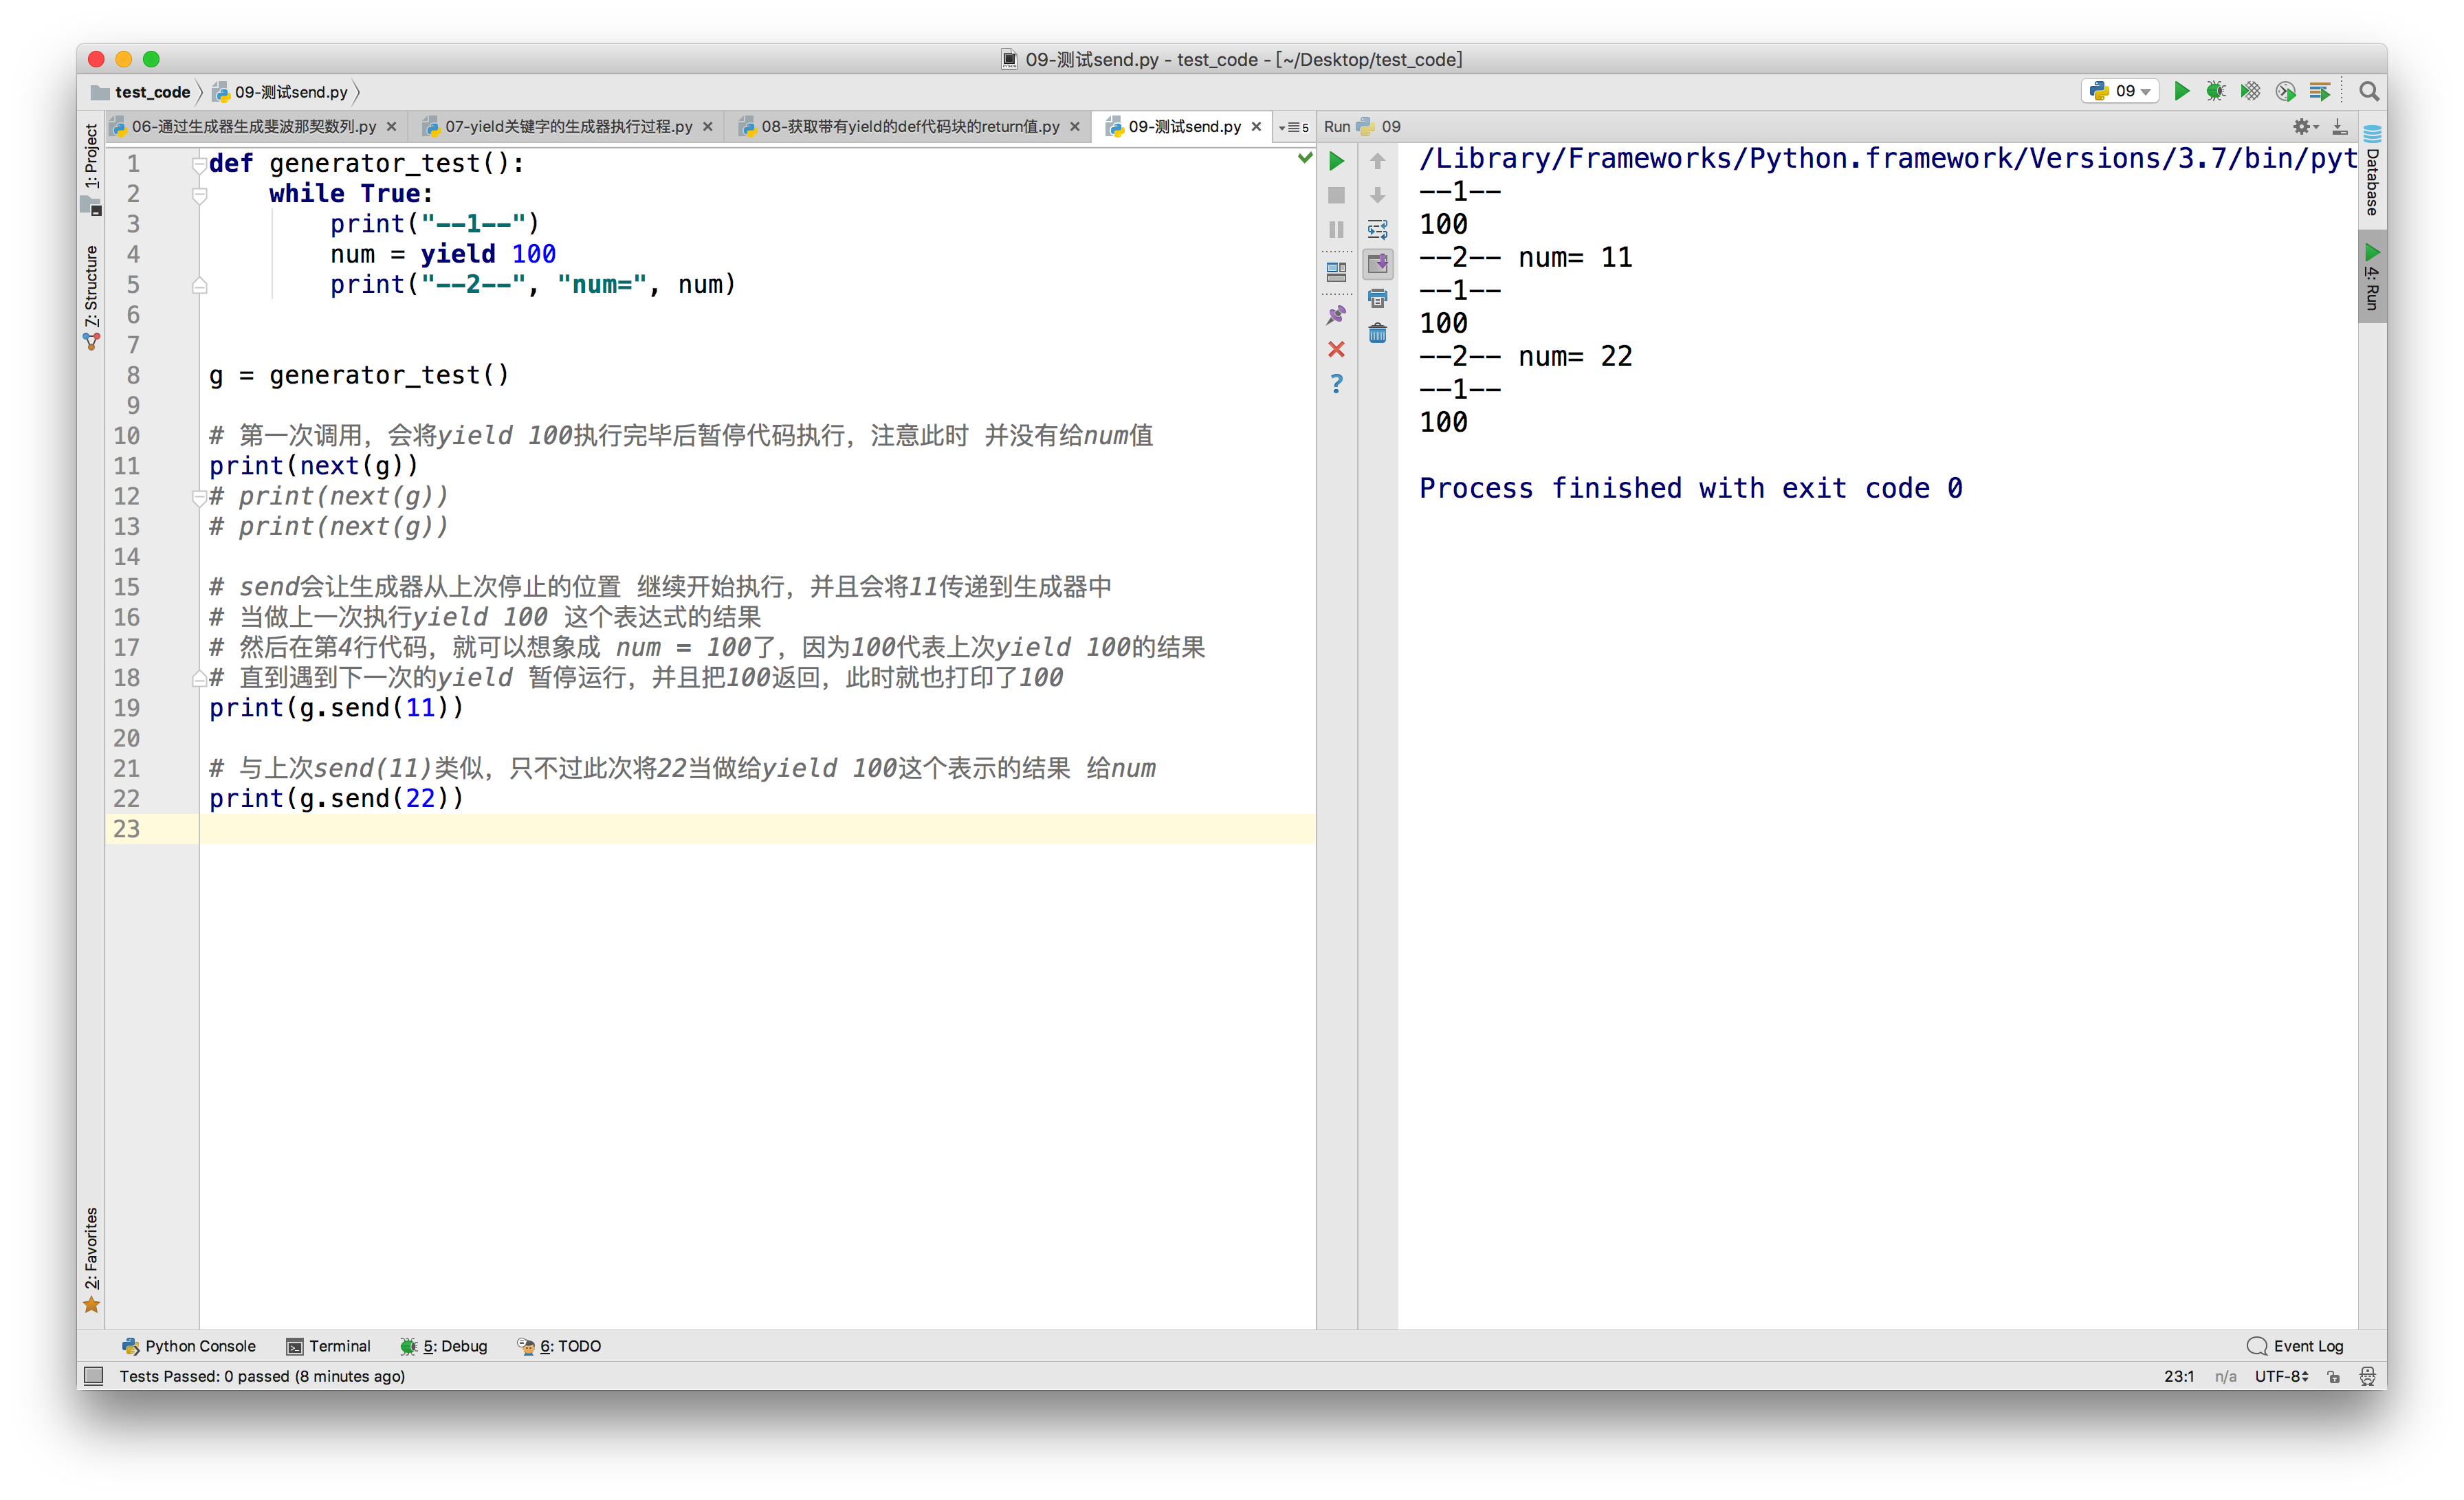 09-测试send.py - test_code - [~/Desktop/test_code]
test_code
09-测试send.py
09
06-通过生成器生成斐波那契数列.py
07-yield关键字的生成器执行过程.py
08-获取带有yield的def代码块的return值.py
09-测试send.py
5
Run 09
1: Project
7: Structure
2: Favorites
1 def generator_test():
2 while True:
3 print("--1--")
4 num = yield 100
5 print("--2--", "num=", num)
6
7
8 g = generator_test()
9
10 # 第一次调用，会将yield 100执行完毕后暂停代码执行，注意此时 并没有给num值
11 print(next(g))
12 # print(next(g))
13 # print(next(g))
14
15 # send会让生成器从上次停止的位置 继续开始执行，并且会将11传递到生成器中
16 # 当做上一次执行yield 100 这个表达式的结果
17 # 然后在第4行代码，就可以想象成 num = 100了，因为100代表上次yield 100的结果
18 # 直到遇到下一次的yield 暂停运行，并且把100返回，此时就也打印了100
19 print(g.send(11))
20
21 # 与上次send(11)类似，只不过此次将22当做给yield 100这个表示的结果 给num
22 print(g.send(22))
23
/Library/Frameworks/Python.framework/Versions/3.7/bin/pyt
--1--
100
--2-- num= 11
--1--
100
--2-- num= 22
--1--
100
Process finished with exit code 0
Database
4: Run
Python Console
Terminal
5: Debug
6: TODO
Event Log
Tests Passed: 0 passed (8 minutes ago)
23:1
n/a
UTF-8